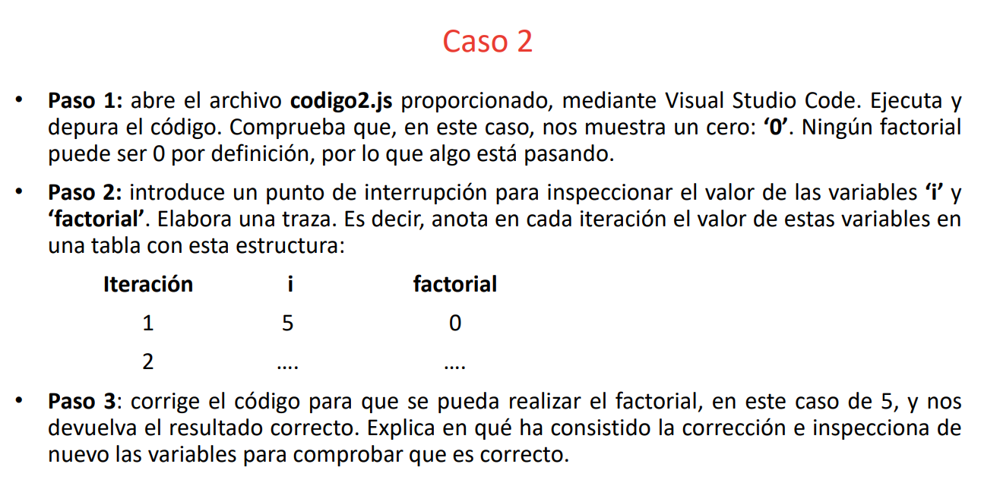 Caso 2
• Paso 1: abre el archivo codigo2.js proporcionado, mediante Visual Studio Code. Ejecuta y
depura el código. Comprueba que, en este caso, nos muestra un cero: ‘0’. Ningún factorial
puede ser 0 por definición, por lo que algo está pasando.
• Paso 2: introduce un punto de interrupción para inspeccionar el valor de las variables ‘i’ y
‘factorial’. Elabora una traza. Es decir, anota en cada iteración el valor de estas variables en
una tabla con esta estructura:
Iteración i factorial
1 5 0
2 .... ....
• Paso 3: corrige el código para que se pueda realizar el factorial, en este caso de 5, y nos
devuelva el resultado correcto. Explica en qué ha consistido la corrección e inspecciona de
nuevo las variables para comprobar que es correcto.